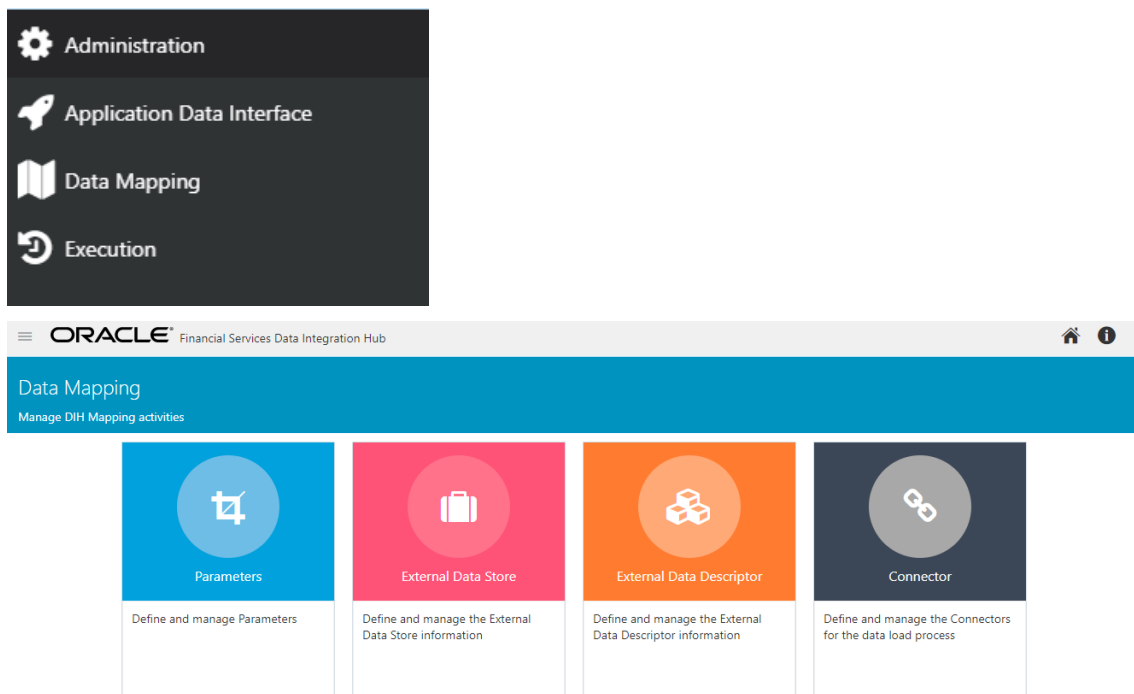 Administration
Application Data Interface
Data Mapping
Execution
ORACLE® Financial Services Data Integration Hub
Data Mapping
Manage DIH Mapping activities
Parameters
Define and manage Parameters
External Data Store
Define and manage the External
Data Store information
External Data Descriptor
Define and manage the External
Data Descriptor information
Connector
Define and manage the Connectors
for the data load process